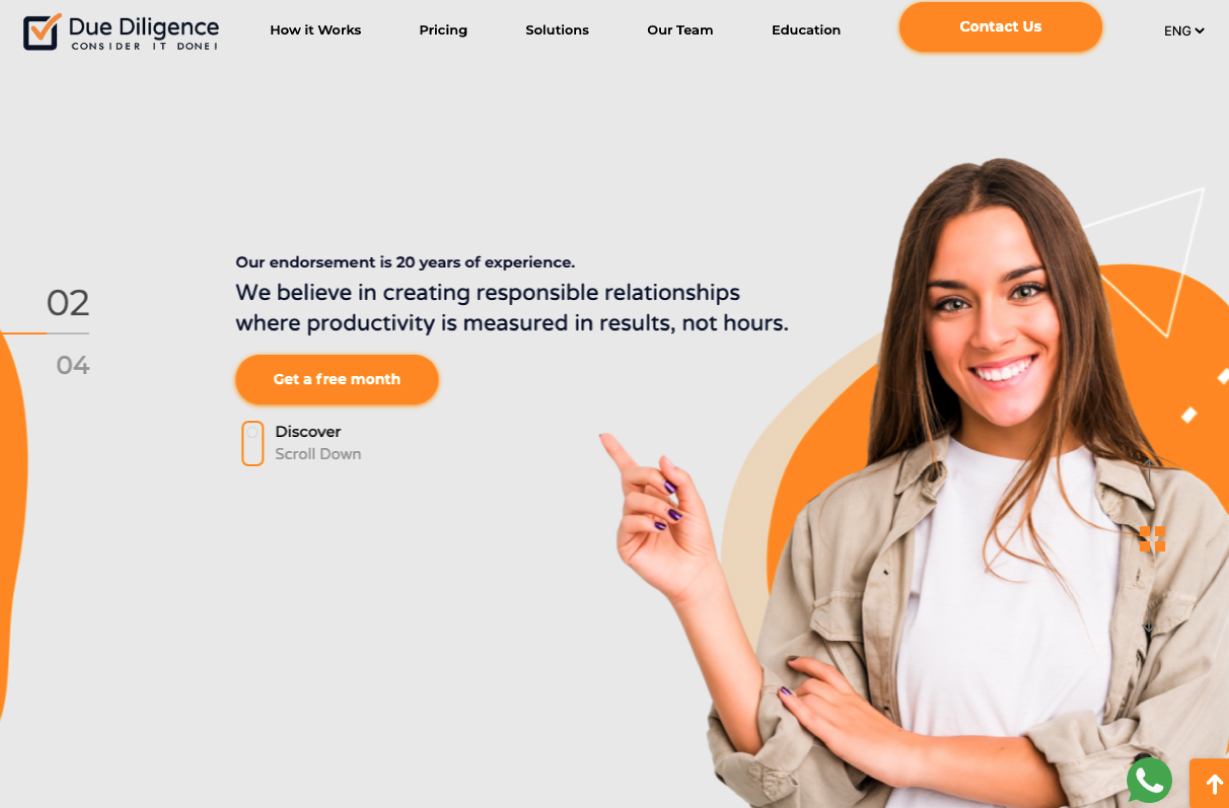 Due Diligence
CONSIDER IT DONE!
How it Works
Pricing
Solutions
Our Team
Education
Contact Us
ENG
02
04
Our endorsement is 20 years of experience.
We believe in creating responsible relationships
where productivity is measured in results, not hours.
Get a free month
Discover
Scroll Down